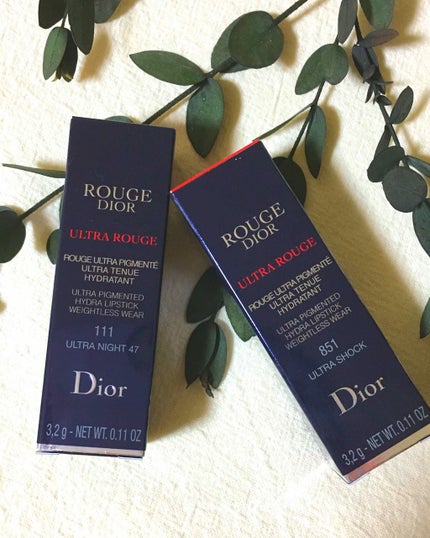 ROUGE
DIOR
ULTRA ROUGE
ROUGE ULTRA PIGMENTÉ
ULTRA TENUE
HYDRATANT
ULTRA PIGMENTED
HYDRA LIPSTICK
WEIGHTLESS WEAR
111
ULTRA NIGHT 47
Dior
3,2 g - NET WT. 0.11 OZ
ROUGE
DIOR
ULTRA ROUGE
ROUGE ULTRA PIGMENTÉ
ULTRA TENUE
HYDRATANT
ULTRA PIGMENTED
HYDRA LIPSTICK
WEIGHTLESS WEAR
851
ULTRA SHOCK
Dior
3,2 g - NET WT. 0.11 OZ